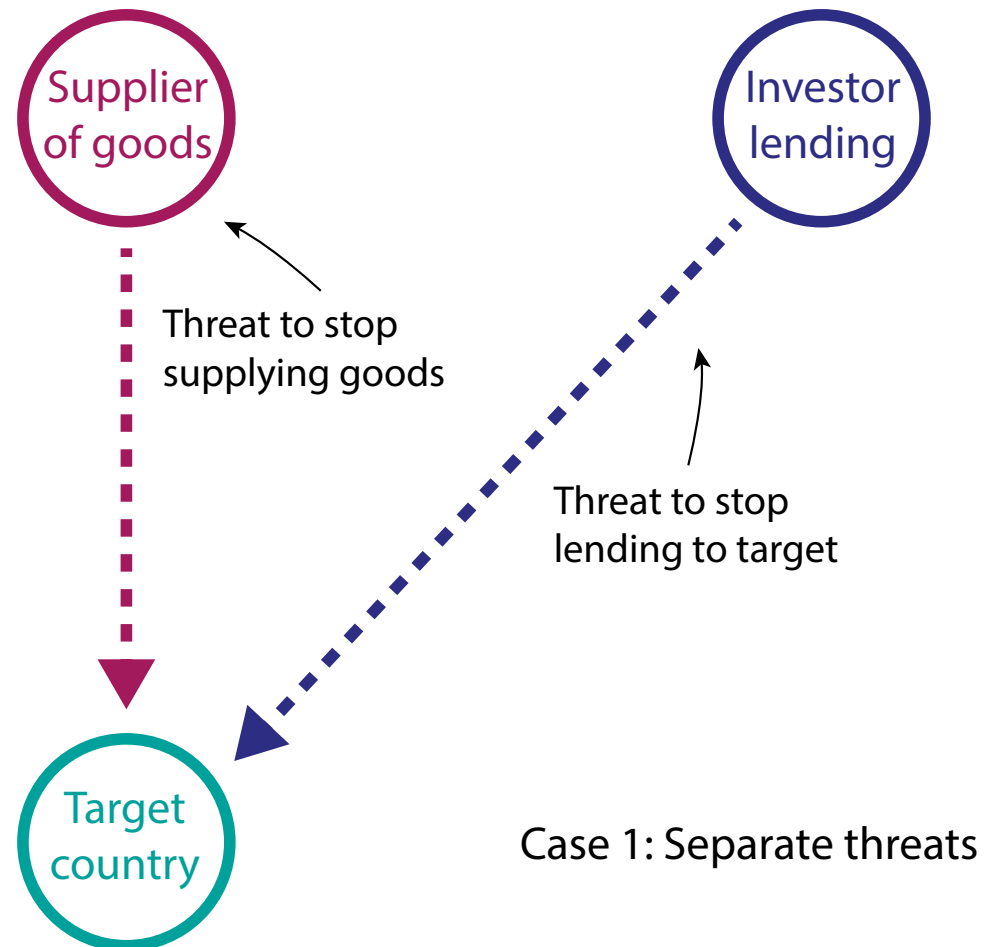 Supplier
of goods
Investor
lending
Threat to stop
supplying goods
Threat to stop
lending to target
Target
country
Case 1: Separate threats